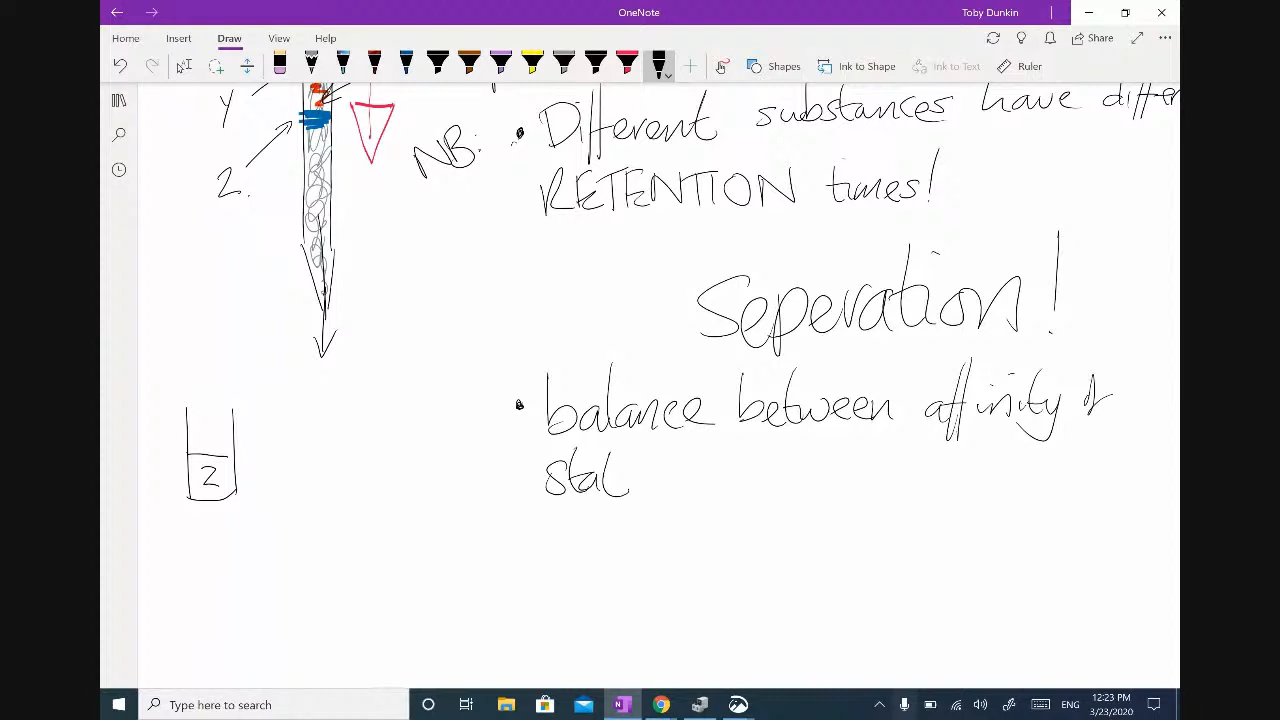 OneNote
Toby Dunkin
Home Insert Draw View Help
Share
Shapes Ink to Shape Ink to Text Ruler
y
2.
NB: • Different substances have differ
RETENTION times!
Seperation!
• balance between affinity of
stat
2
Type here to search
ENG
12:23 PM
3/23/2020